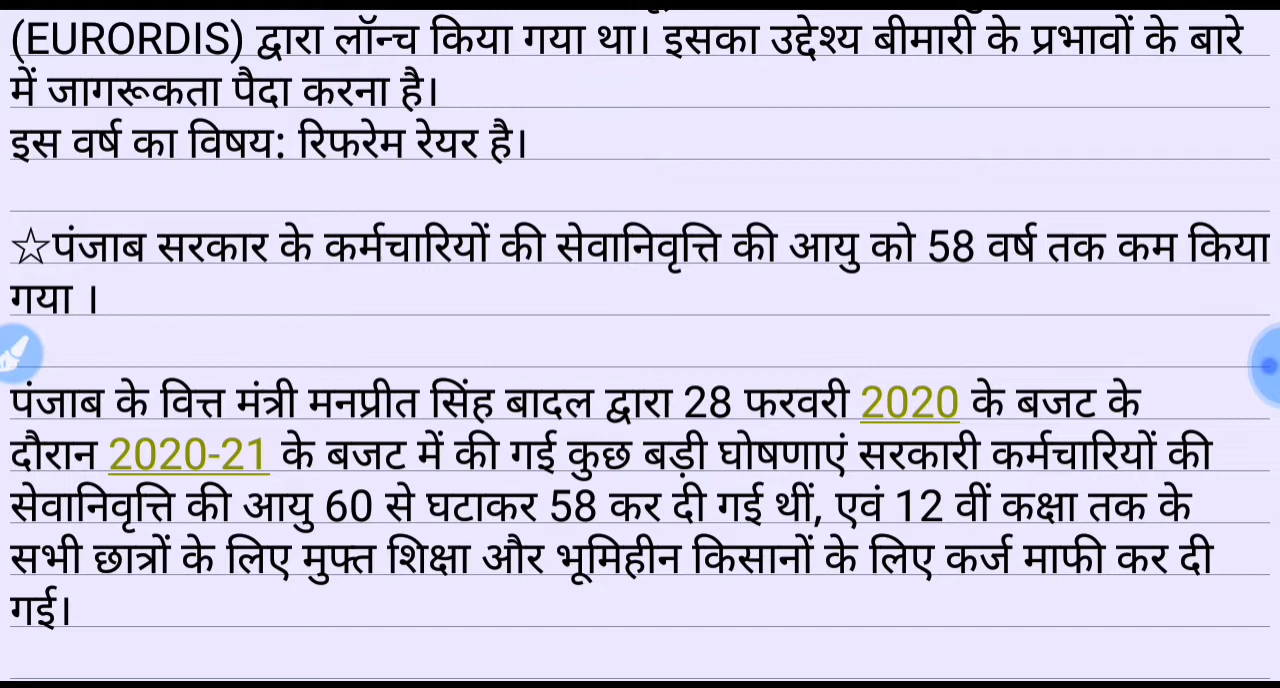 (EURORDIS) द्वारा लॉन्च किया गया था। इसका उद्देश्य बीमारी के प्रभावों के बारे
में जागरूकता पैदा करना है।
इस वर्ष का विषय: रिफरेम रेयर है।
☆पंजाब सरकार के कर्मचारियों की सेवानिवृत्ति की आयु को 58 वर्ष तक कम किया
गया ।
पंजाब के वित्त मंत्री मनप्रीत सिंह बादल द्वारा 28 फरवरी 2020 के बजट के
दौरान 2020-21 के बजट में की गई कुछ बड़ी घोषणाएं सरकारी कर्मचारियों की
सेवानिवृत्ति की आयु 60 से घटाकर 58 कर दी गई थीं, एवं 12 वीं कक्षा तक के
सभी छात्रों के लिए मुफ्त शिक्षा और भूमिहीन किसानों के लिए कर्ज माफी कर दी
गई।